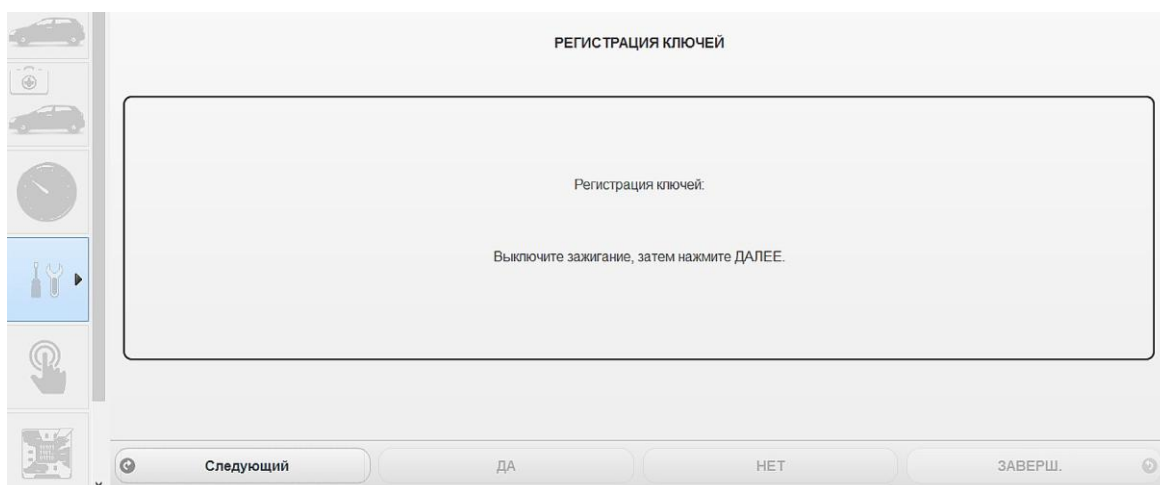 РЕГИСТРАЦИЯ КЛЮЧЕЙ
Регистрация ключей:
Выключите зажигание, затем нажмите ДАЛЕЕ.
Следующий
ДА
НЕТ
ЗАВЕРШ.